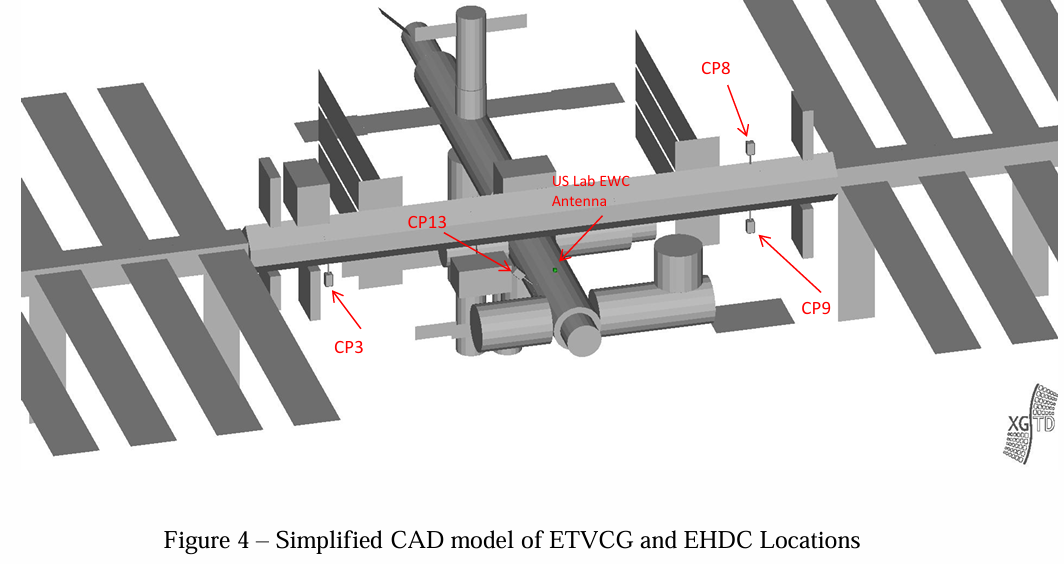 CP8
US Lab EWC
Antenna
CP13
CP9
CP3
XGTD
Figure 4 – Simplified CAD model of ETVCG and EHDC Locations